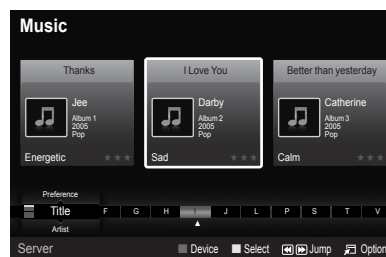 Music
Thanks
I Love You
Better than yesterday
Jee
Album 1
2005
Pop
Energetic
Darby
Album 2
2005
Pop
Sad
Catherine
Album 3
2005
Pop
Calm
Preference
Title F G H I J L P S T V
Artist
Server Device Select Jump Option